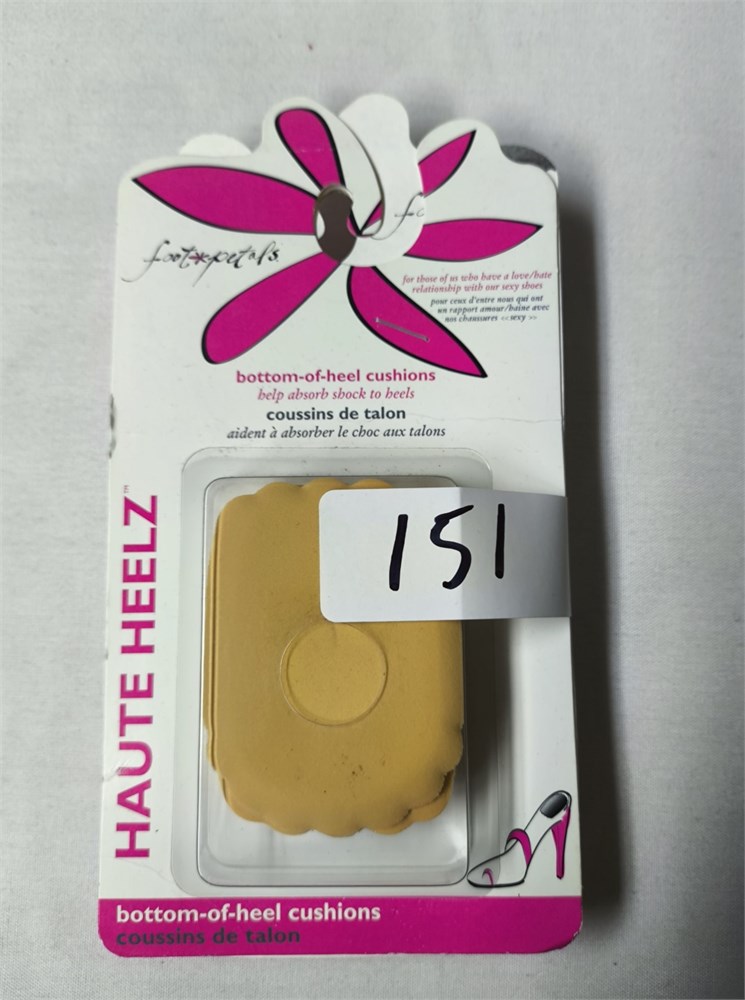 foot*petals
for those of us who have a love/hate
relationship with our sexy shoes
pour ceux d'entre nous qui ont
un rapport amour/haine avec
nos chaussures << sexy >>
bottom-of-heel cushions
help absorb shock to heels
coussins de talon
aident à absorber le choc aux talons
HAUTE HEELZ™
151
bottom-of-heel cushions
coussins de talon